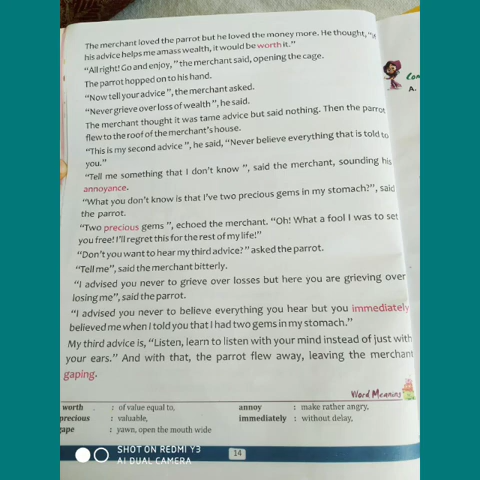 The merchant loved the parrot but he loved the money more. He thought, "if
his advice helps me amass wealth, it would be worth it."
"All right! Go and enjoy, " the merchant said, opening the cage.
The parrot hopped on to his hand.
"Now tell your advice ", the merchant asked.
"Never grieve over loss of wealth ", he said.
The merchant thought it was tame advice but said nothing. Then the parrot
flew to the roof of the merchant's house.
"This is my second advice ", he said, "Never believe everything that is told to
you."
"Tell me something that I don't know ", said the merchant, sounding his
annoyance.
"What you don't know is that I've two precious gems in my stomach?", said
the parrot.
"Two precious gems ", echoed the merchant. "Oh! What a fool I was to set
you free! I'll regret this for the rest of my life!"
"Don't you want to hear my third advice? " asked the parrot.
"Tell me", said the merchant bitterly.
"I advised you never to grieve over losses but here you are grieving over
losing me", said the parrot.
"I advised you never to believe everything you hear but you immediately
believed me when I told you that I had two gems in my stomach."
My third advice is, "Listen, learn to listen with your mind instead of just with
your ears." And with that, the parrot flew away, leaving the merchant
gaping.
Word Meaning
worth : of value equal to, annoy : make rather angry,
precious : valuable, immediately : without delay,
gape : yawn, open the mouth wide
14
A.
SHOT ON REDMI Y3
AI DUAL CAMERA